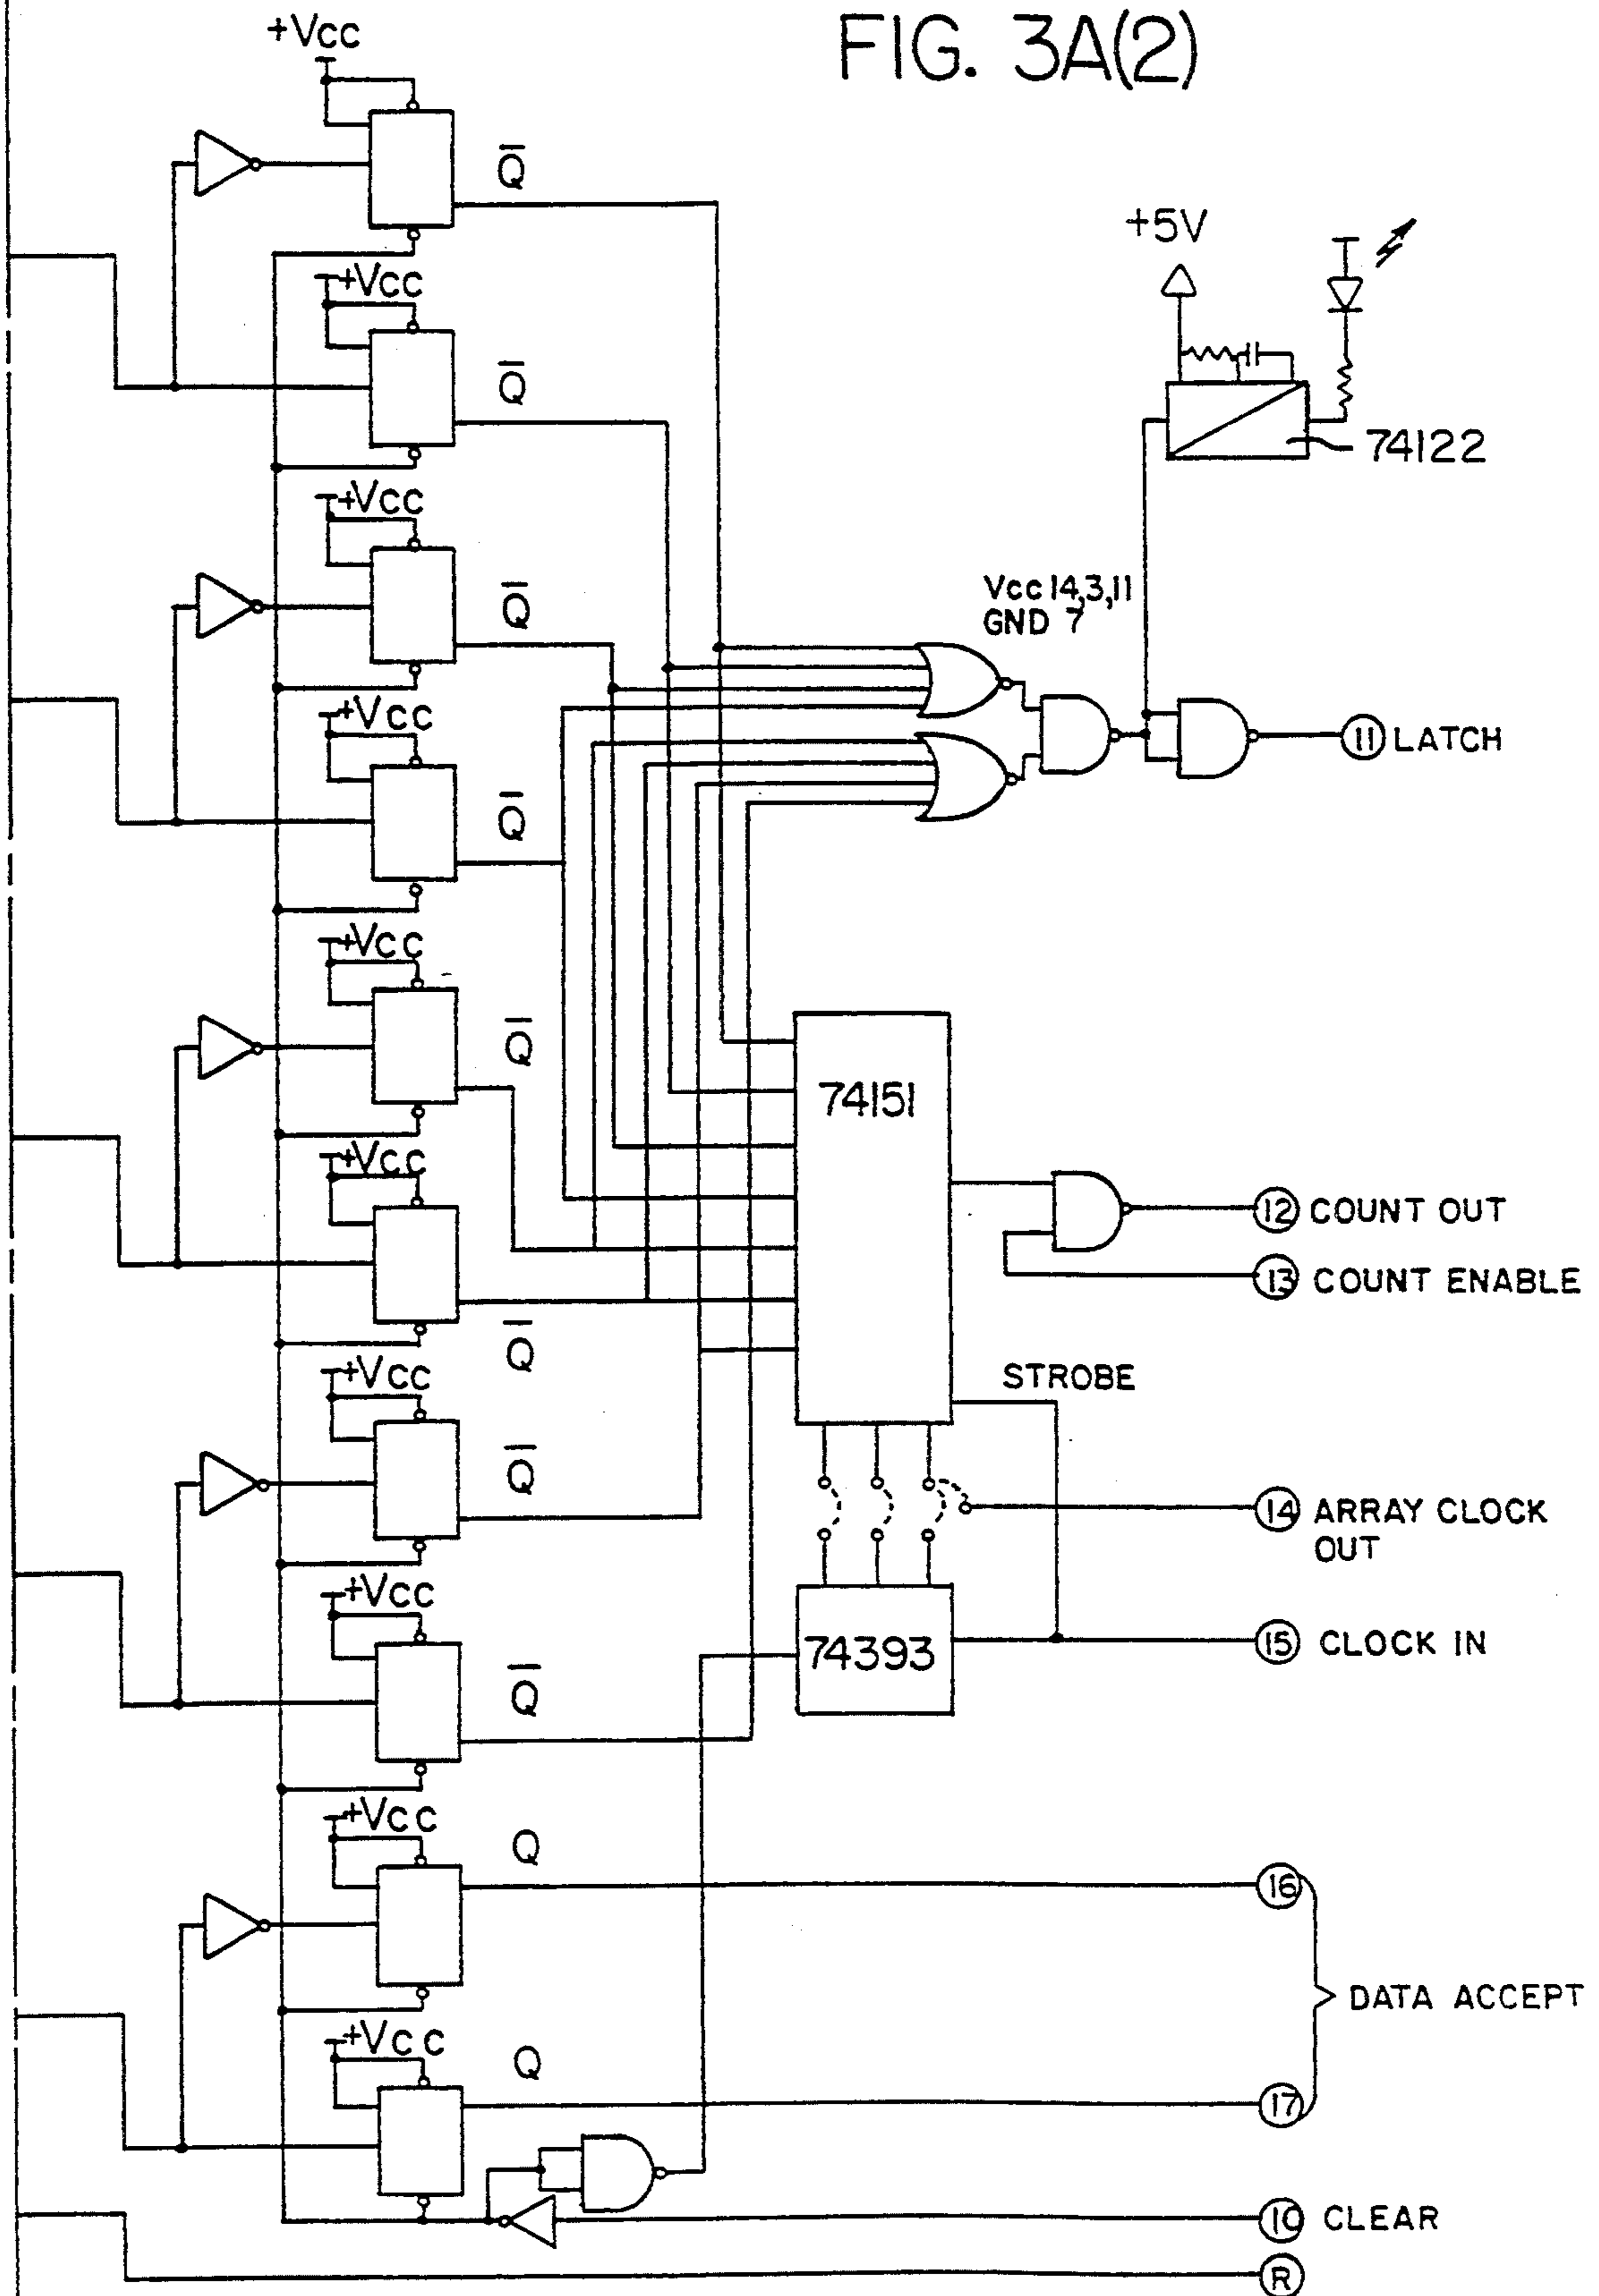 FIG. 3A(2)
+Vcc
Q̅
+5V
+Vcc
Q̅
74122
+Vcc
Q̅
Vcc 14,3,11
GND 7
+Vcc
Q̅
11 LATCH
+Vcc
Q̅
74151
+Vcc
Q̅
12 COUNT OUT
13 COUNT ENABLE
+Vcc
Q̅
STROBE
14 ARRAY CLOCK
OUT
+Vcc
Q̅
74393
15 CLOCK IN
+Vcc
Q
16
DATA ACCEPT
+Vcc
Q
17
10 CLEAR
R